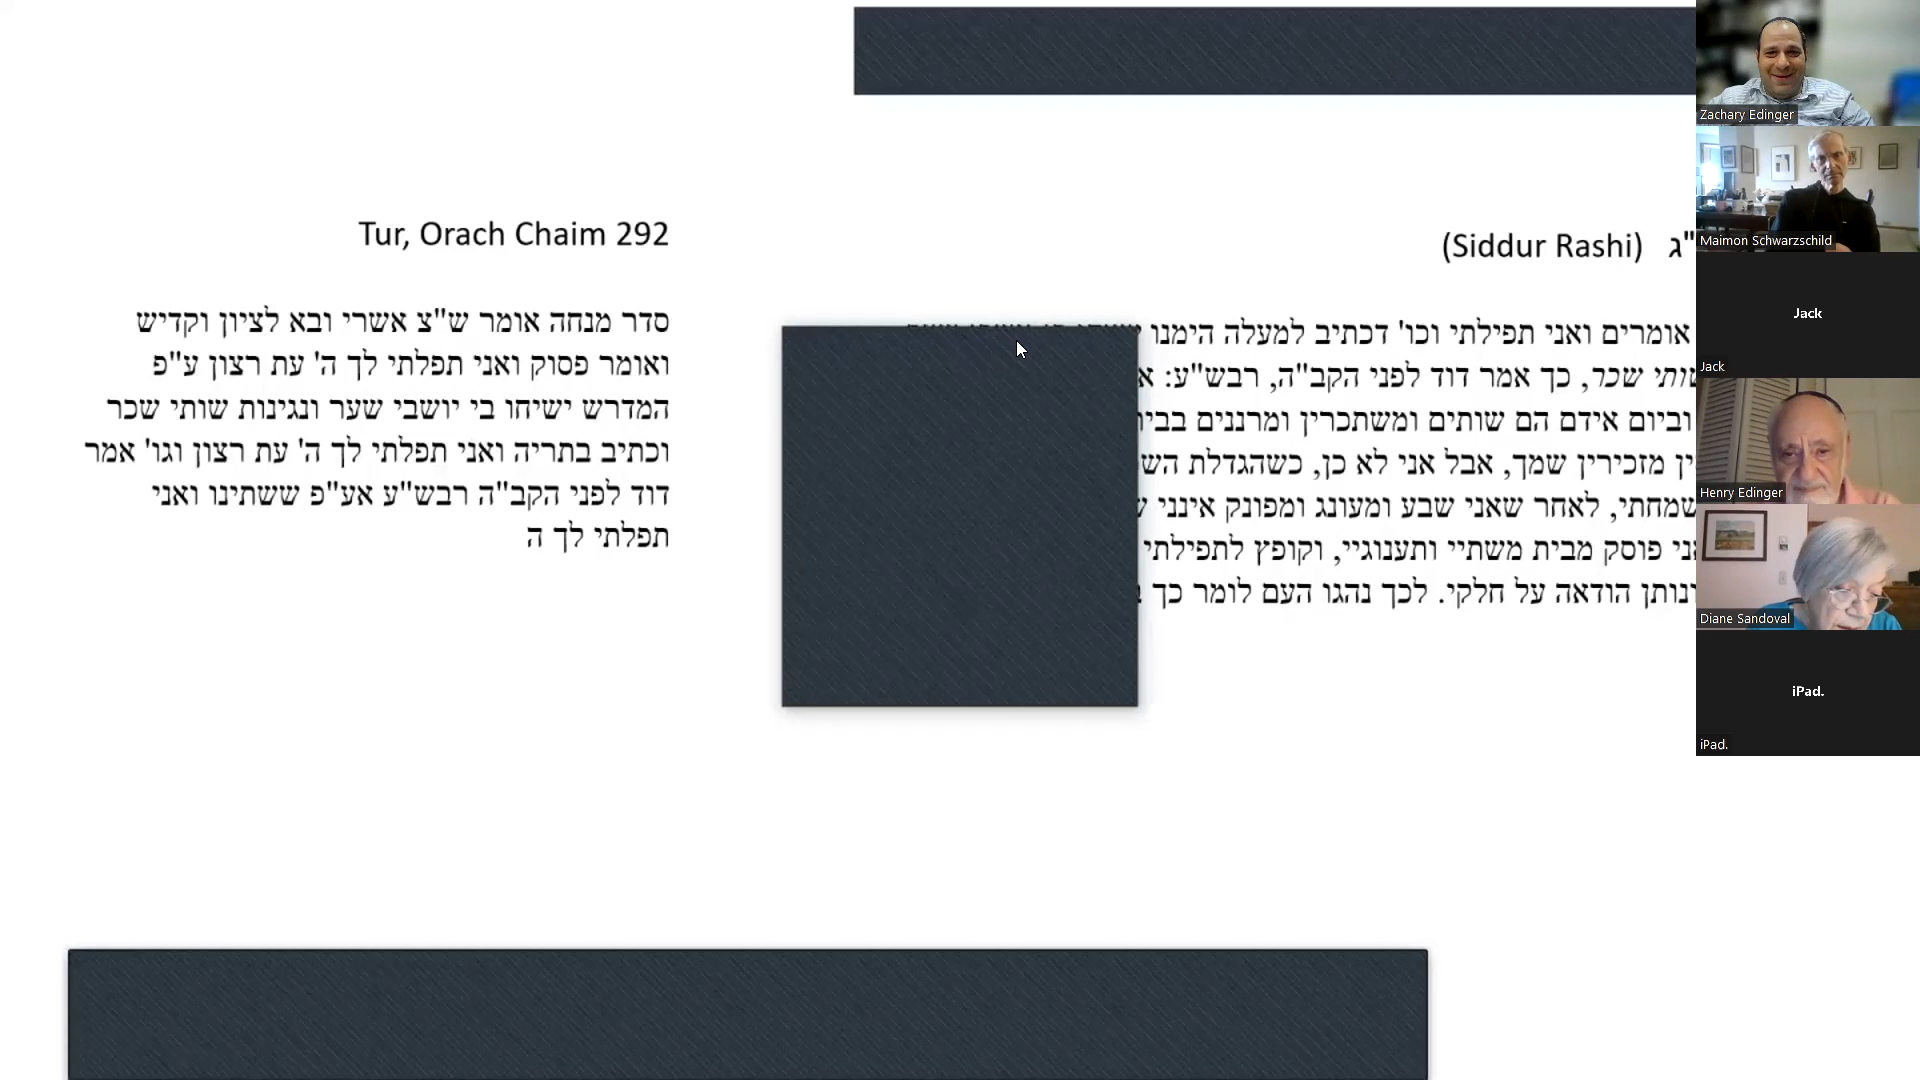 Tur, Orach Chaim 292
סדר מנחה אומר ש"צ אשרי ובא לציון וקדיש
ואומר פסוק ואני תפלתי לך ה' עת רצון ע"פ
המדרש ישיחו בי יושבי שער ונגינות שותי שכר
וכתיב בתריה ואני תפלתי לך ה' עת רצון וגו' אמר
דוד לפני הקב"ה רבש"ע אע"פ ששתינו ואני
תפלתי לך ה
(Siddur Rashi) "ג
אומרים ואני תפילתי וכו' דכתיב למעלה הימנו
שותי שכר, כך אמר דוד לפני הקב"ה, רבש"ע:
וביום אידם הם שותים ומשתכרין ומרננים
מזכירין שמך, אבל אני לא כן, כשהגדלת
לאחר שאני שבע ומעונג ומפונק אינני
פוסק מבית משתיי ותענוגיי, וקופץ לתפילתי
ונותן הודאה על חלקי. לכך נהגו העם לומר כך
Zachary Edinger
Maimon Schwarzschild
Jack
Jack
Henry Edinger
Diane Sandoval
iPad.
iPad.